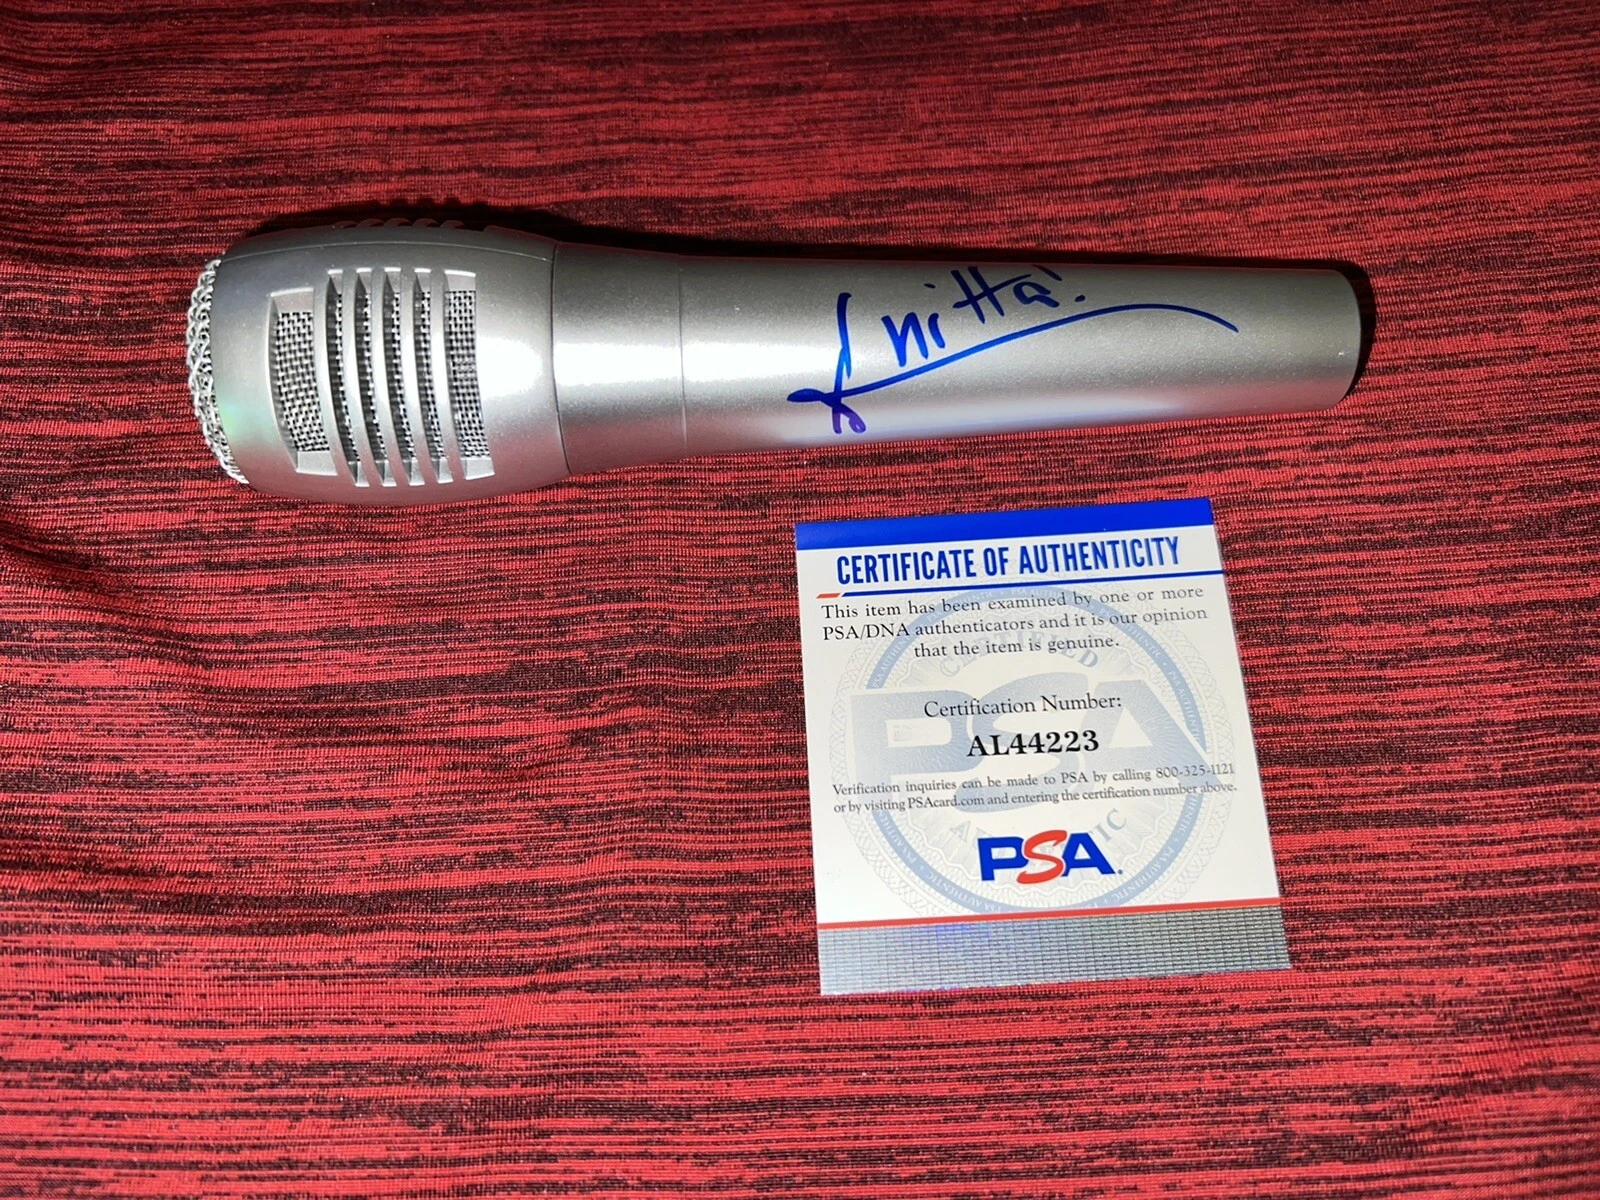 Anitta!
CERTIFICATE OF AUTHENTICITY
This item has been examined by one or more
PSA/DNA authenticators and it is our opinion
that the item is genuine.
Certification Number:
AL44223
Verification inquiries can be made to PSA by calling 800-325-1121
or by visiting PSAcard.com and entering the certification number above.
PSA